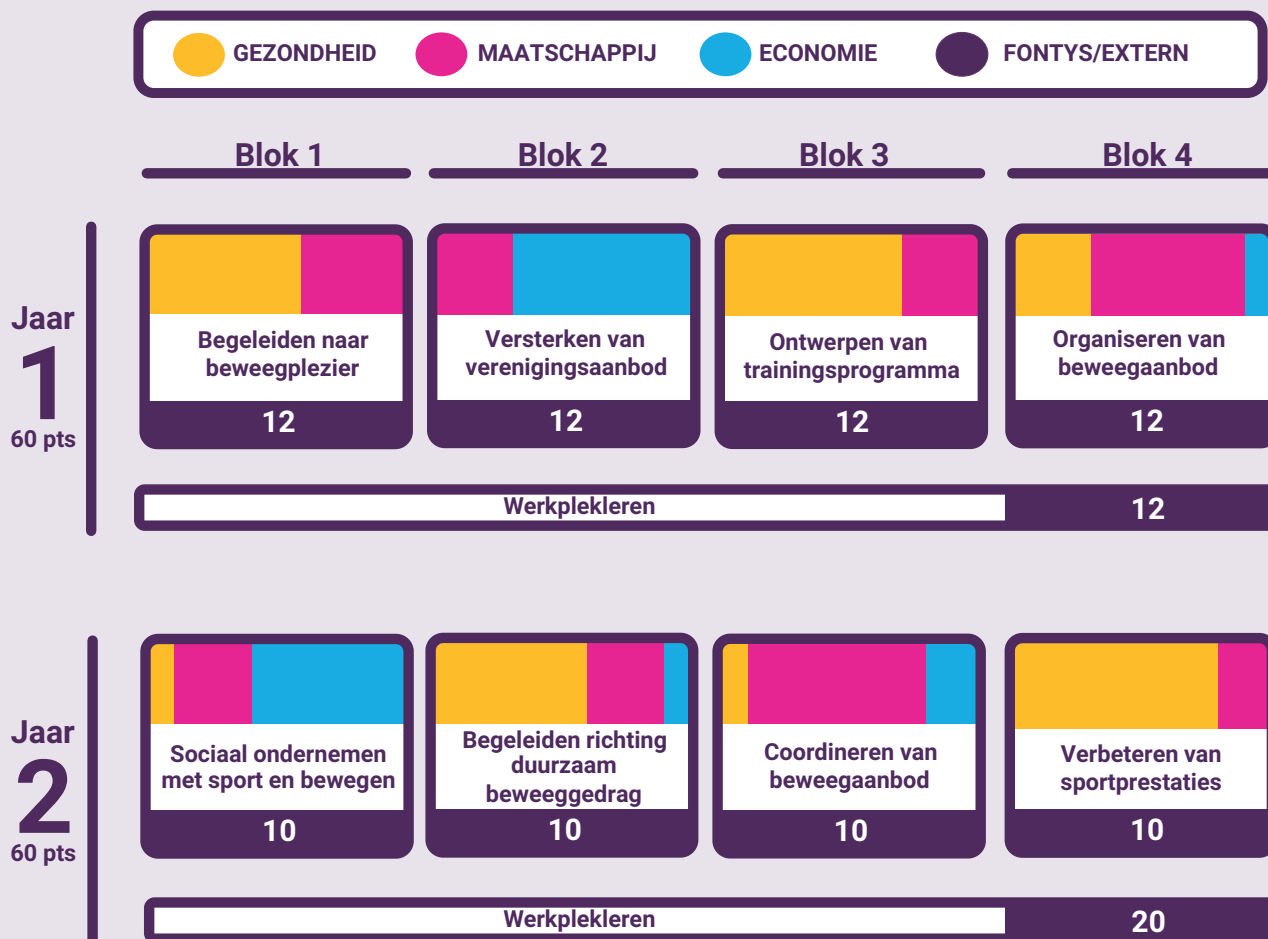 GEZONDHEID MAATSCHAPPIJ ECONOMIE FONTYS/EXTERN
Blok 1 Blok 2 Blok 3 Blok 4
Jaar
1
60 pts
Begeleiden naar
beweegplezier
12
Versterken van
verenigingsaanbod
12
Ontwerpen van
trainingsprogramma
12
Organiseren van
beweegaanbod
12
Werkplekleren 12
Jaar
2
60 pts
Sociaal ondernemen
met sport en bewegen
10
Begeleiden richting
duurzaam
beweeggedrag
10
Coordineren van
beweegaanbod
10
Verbeteren van
sportprestaties
10
Werkplekleren 20